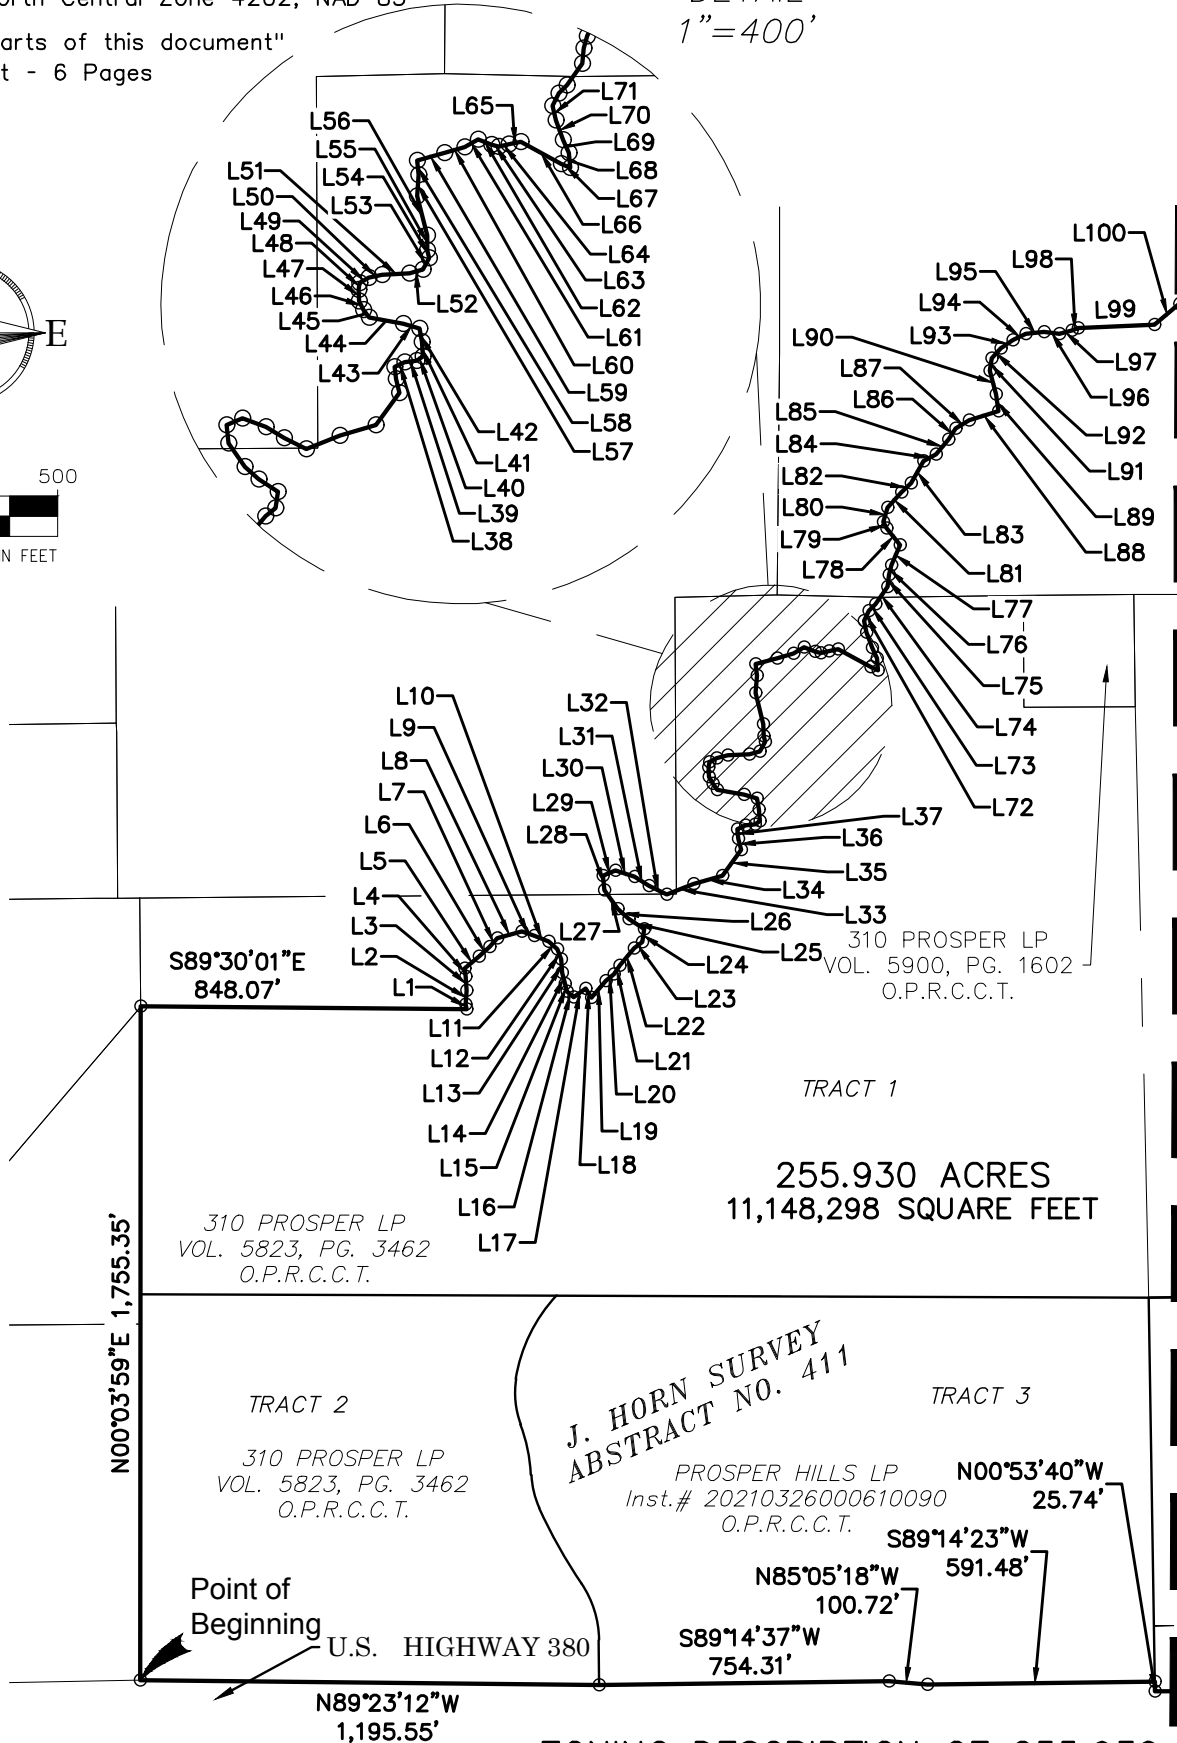 DETAIL
1"=400'
arts of this document"
t - 6 Pages
E
500
IN FEET
L71
L70
L69
L68
L67
L66
L65
L64
L63
L62
L61
L60
L59
L58
L57
L56
L55
L54
L53
L52
L51
L50
L49
L48
L47
L46
L45
L44
L43
L42
L41
L40
L39
L38
L100
L99
L98
L97
L96
L95
L94
L93
L92
L91
L90
L89
L88
L87
L86
L85
L84
L83
L82
L81
L80
L79
L78
L77
L76
L75
L74
L73
L72
L37
L36
L35
L34
L33
L32
L31
L30
L29
L28
L27
L26
L25
L24
L23
L22
L21
L20
L19
L18
L17
L16
L15
L14
L13
L12
L11
L10
L9
L8
L7
L6
L5
L4
L3
L2
L1
S89°30'01"E
848.07'
310 PROSPER LP
VOL. 5900, PG. 1602
O.P.R.C.C.T.
TRACT 1
255.930 ACRES
11,148,298 SQUARE FEET
310 PROSPER LP
VOL. 5823, PG. 3462
O.P.R.C.C.T.
N00°03'59"E 1,755.35'
J. HORN SURVEY
ABSTRACT NO. 411
TRACT 2
310 PROSPER LP
VOL. 5823, PG. 3462
O.P.R.C.C.T.
TRACT 3
PROSPER HILLS LP
Inst.# 20210326000610090
O.P.R.C.C.T.
N00°53'40"W
25.74'
S89°14'23"W
591.48'
N85°05'18"W
100.72'
S89°14'37"W
754.31'
Point of
Beginning
U.S. HIGHWAY 380
N89°23'12"W
1,195.55'